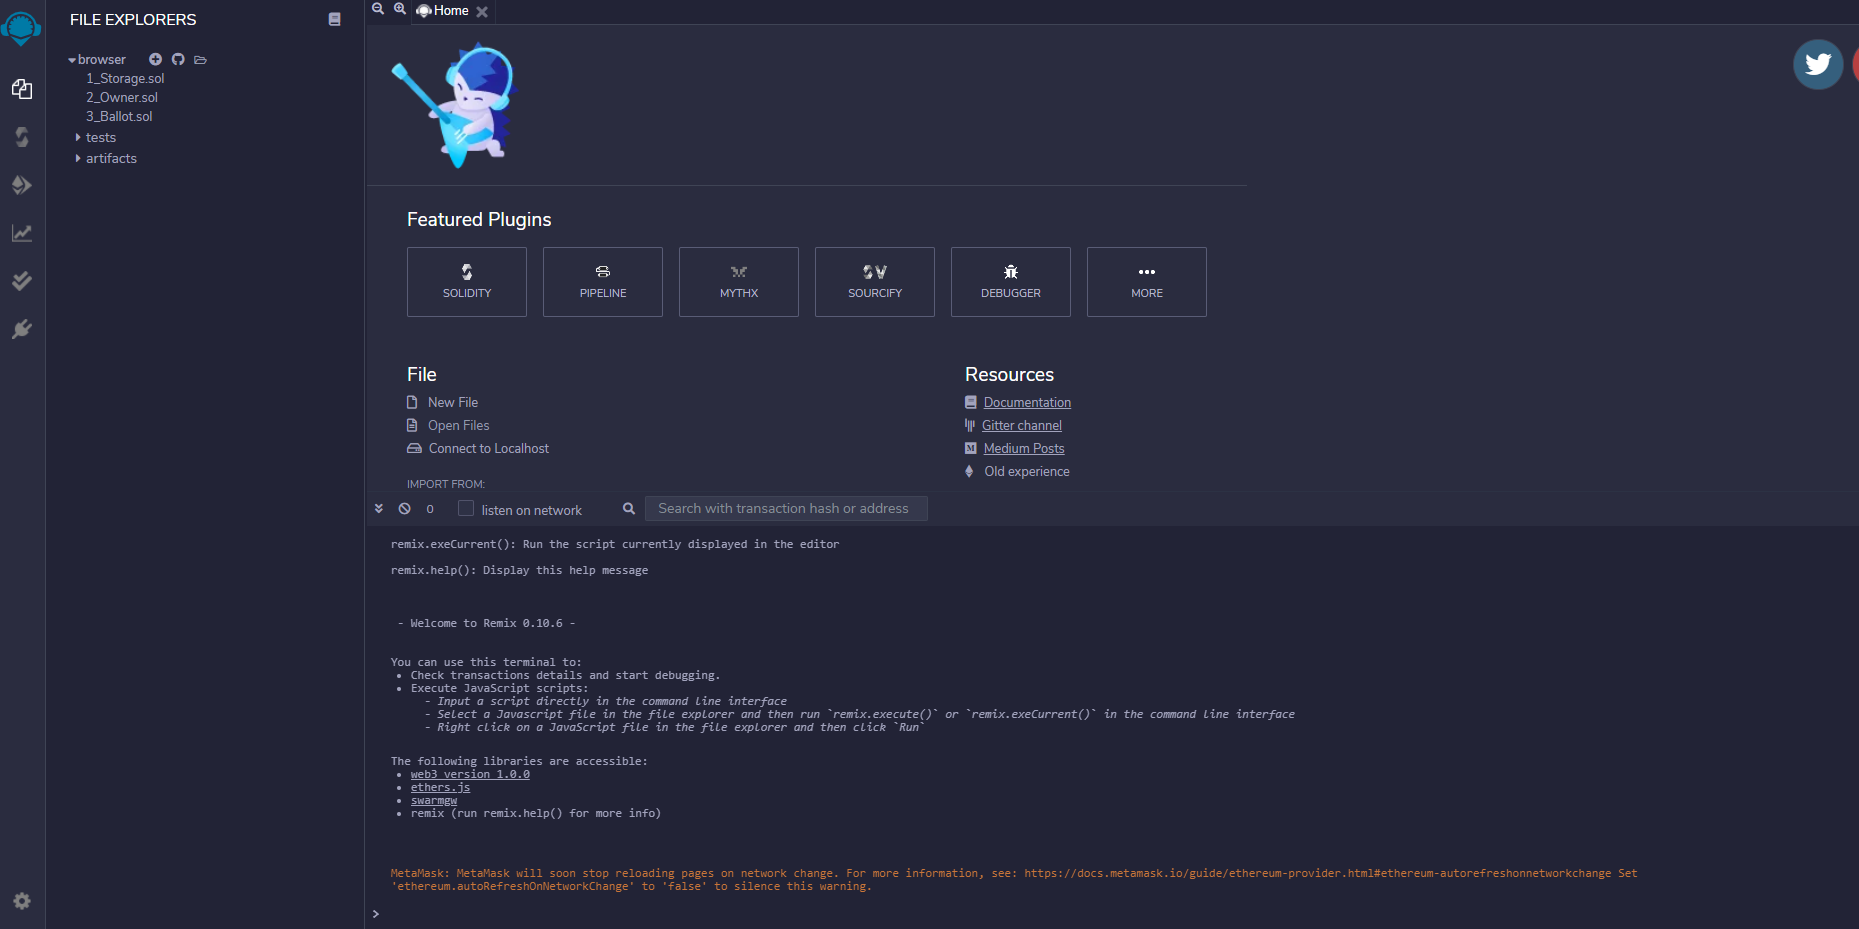 FILE EXPLORERS
browser
1_Storage.sol
2_Owner.sol
3_Ballot.sol
tests
artifacts
Home
Featured Plugins
SOLIDITY
PIPELINE
MYTHX
SOURCIFY
DEBUGGER
MORE
File
New File
Open Files
Connect to Localhost
IMPORT FROM:
Resources
Documentation
Gitter channel
Medium Posts
Old experience
0
listen on network
Search with transaction hash or address
remix.exeCurrent(): Run the script currently displayed in the editor
remix.help(): Display this help message
- Welcome to Remix 0.10.6 -
You can use this terminal to:
• Check transactions details and start debugging.
• Execute JavaScript scripts:
- Input a script directly in the command line interface
- Select a Javascript file in the file explorer and then run `remix.execute()` or `remix.exeCurrent()` in the command line interface
- Right click on a JavaScript file in the file explorer and then click `Run`
The following libraries are accessible:
• web3 version 1.0.0
• ethers.js
• swarmgw
• remix (run remix.help() for more info)
MetaMask: MetaMask will soon stop reloading pages on network change. For more information, see: https://docs.metamask.io/guide/ethereum-provider.html#ethereum-autorefreshonnetworkchange Set
'ethereum.autoRefreshOnNetworkChange' to 'false' to silence this warning.
>